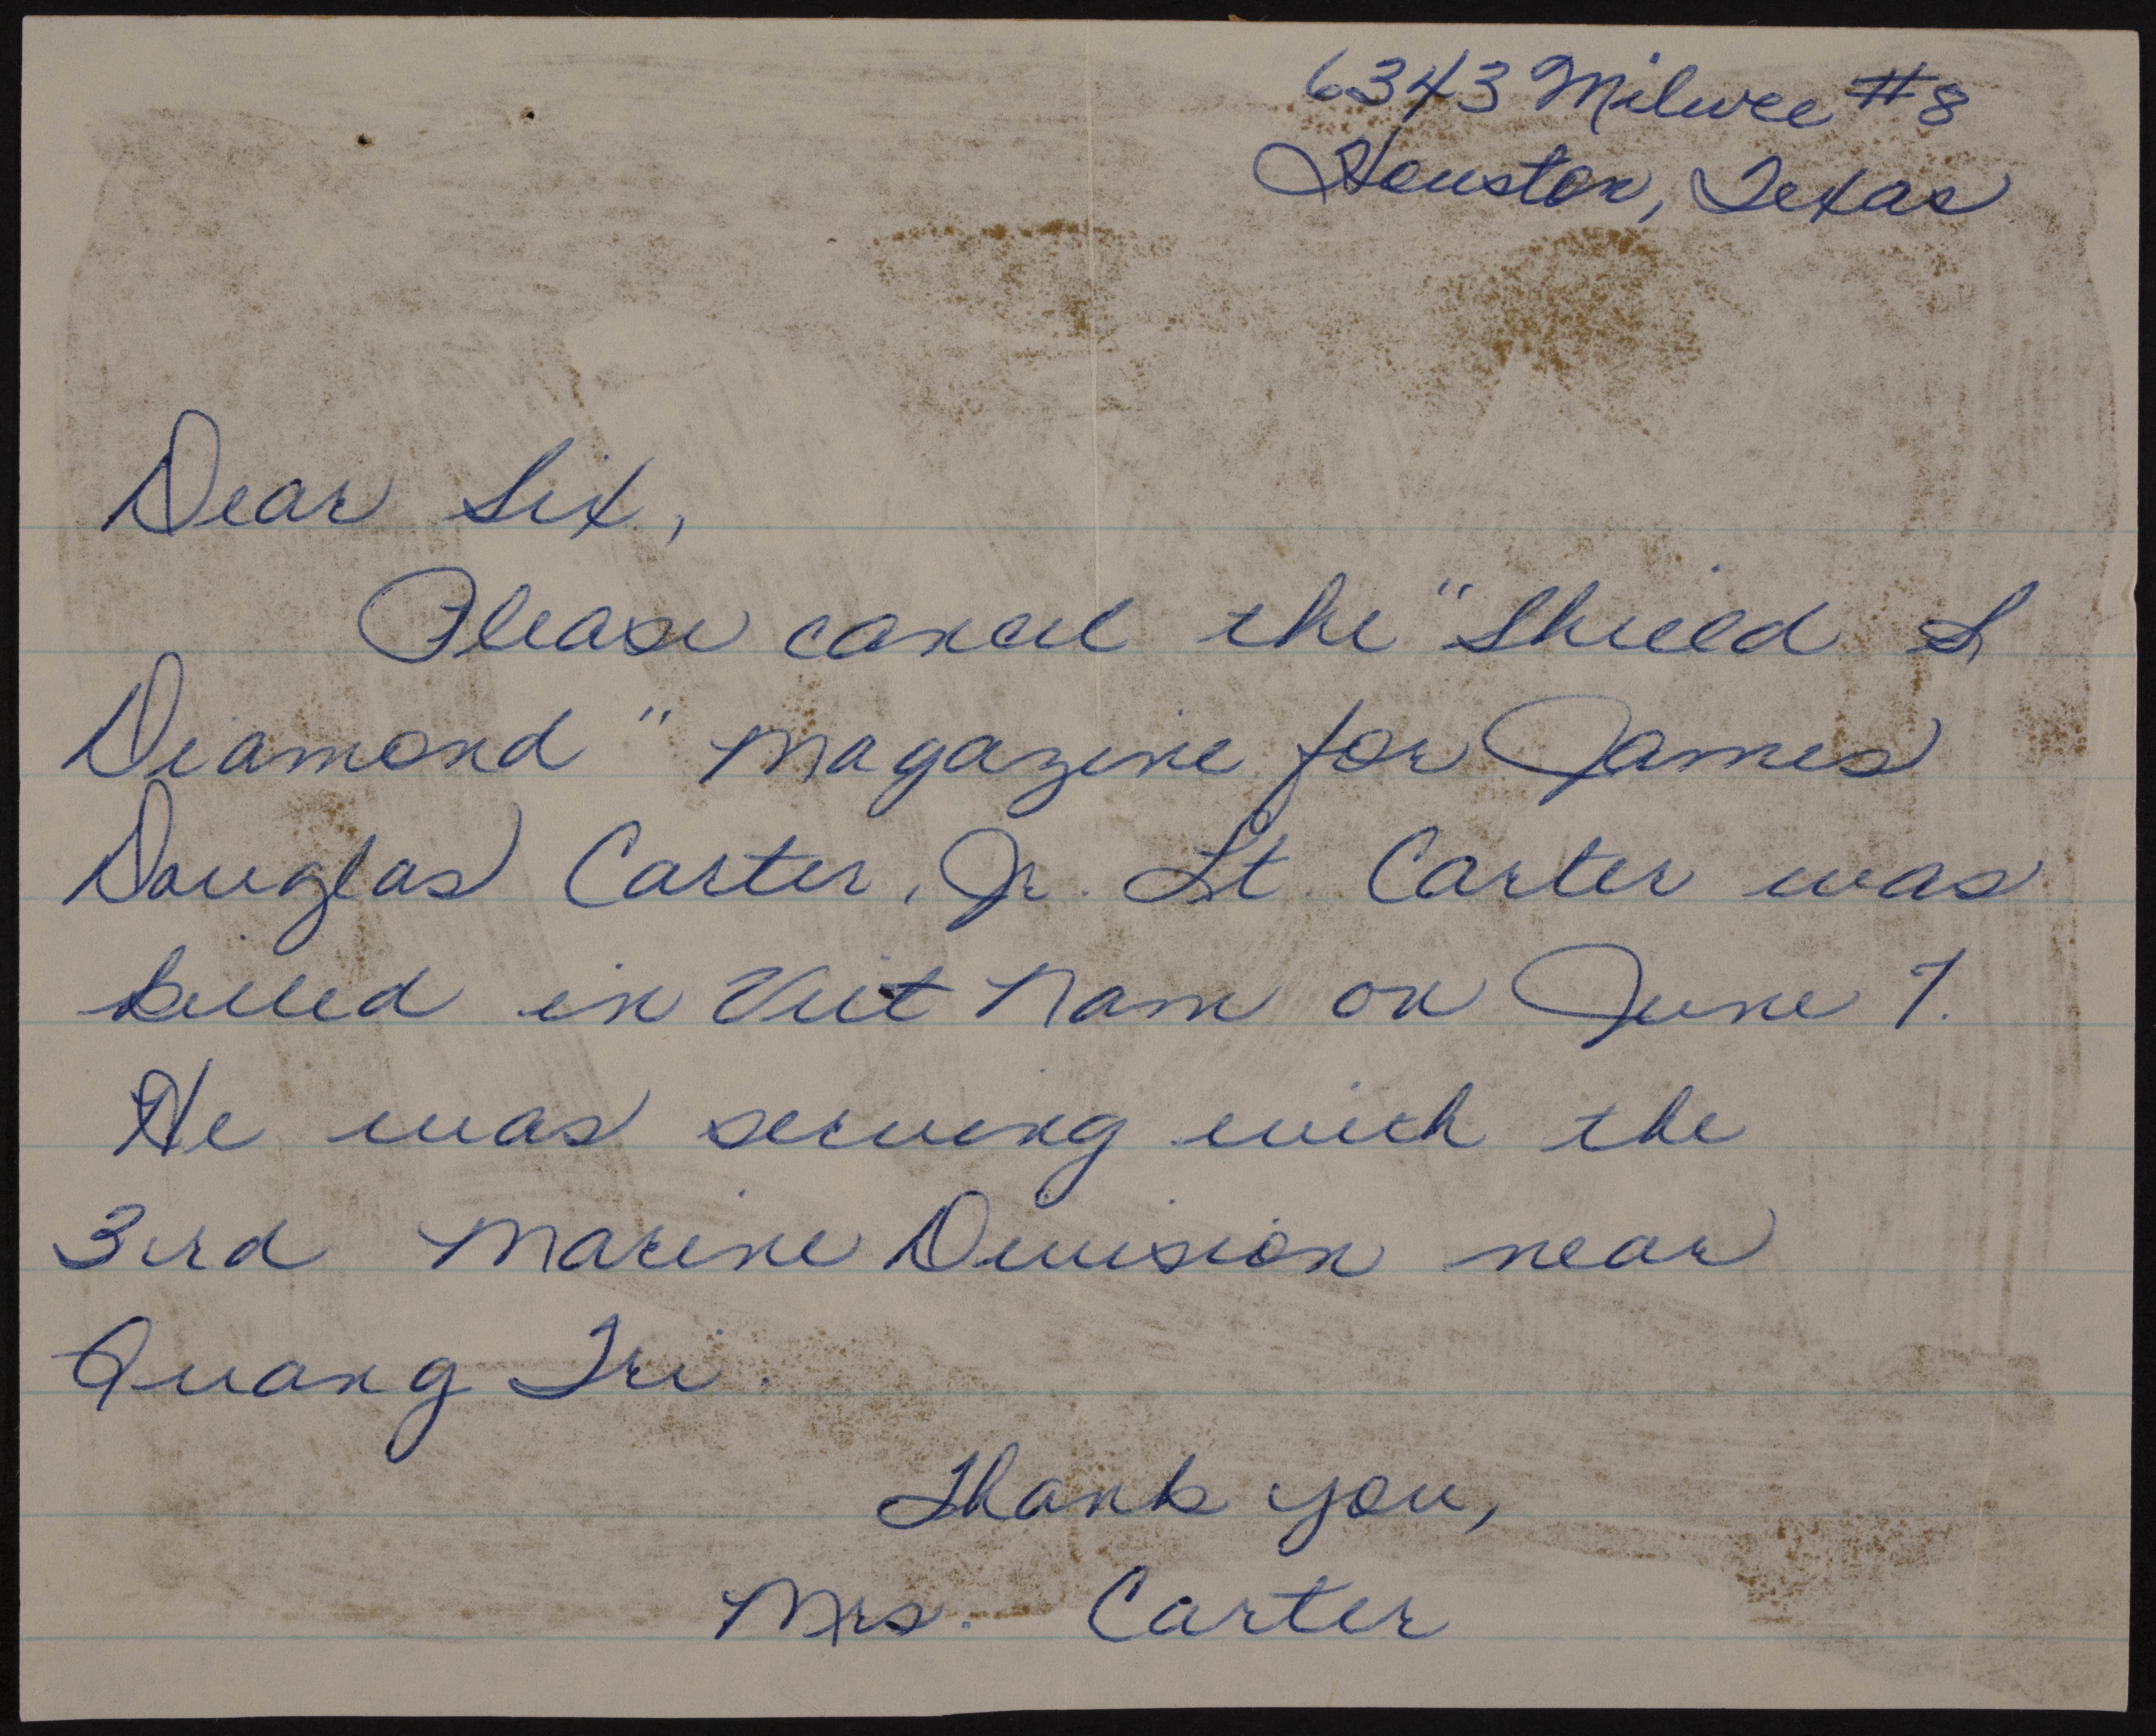 6343 Milwee #8
Houston, Texas
Dear Sir,
Please cancel the "Shield &
Diamond" magazine for James
Douglas Carter, Jr. Lt. Carter was
killed in Viet Nam on June 7.
He was serving with the
3rd Marine Division near
Quang Tri.
Thank you,
Mrs. Carter